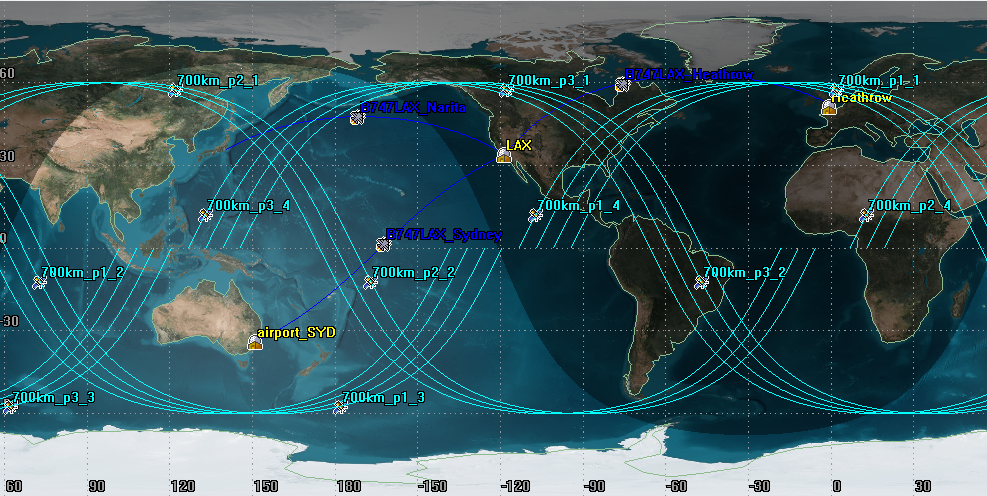 60
700km_p2_1
700km_p3_1
B747LAX_Heathrow
700km_p1_1
Heathrow
B747LAX_Narita
LAX
30
700km_p3_4
700km_p1_4
700km_p2_4
0
B747LAX_Sydney
700km_p1_2
700km_p2_2
700km_p3_2
-30
airport_SYD
700km_p3_3
700km_p1_3
60 90 120 150 180 -150 -120 -90 -60 -30 0 30